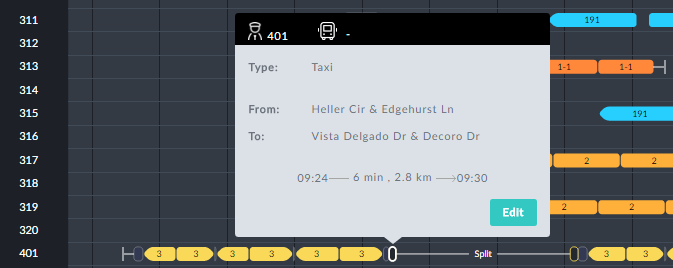 311 191
401 -
312
Type: Taxi
313 1-1 1-1
314
From: Heller Cir & Edgehurst Ln
315 191
To: Vista Delgado Dr & Decoro Dr
316
317 2 2
318
09:24 6 min , 2.8 km 09:30
319 2 2 2
Edit
320
401 3 3 3 3 3 3 Split 3 3